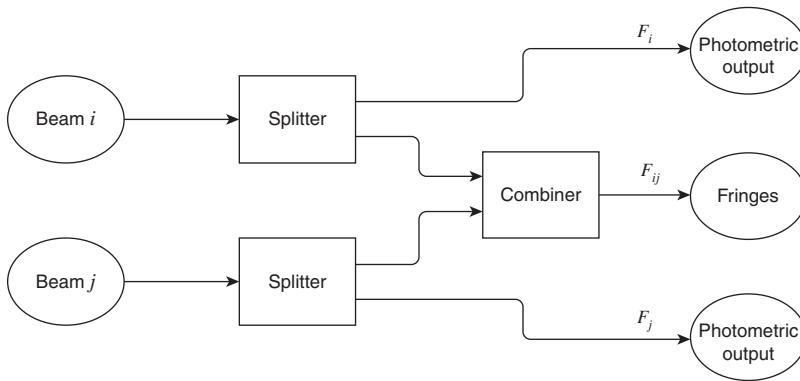 F_i
Photometric
output
Beam i
Splitter
Combiner
F_ij
Fringes
Beam j
Splitter
F_j
Photometric
output